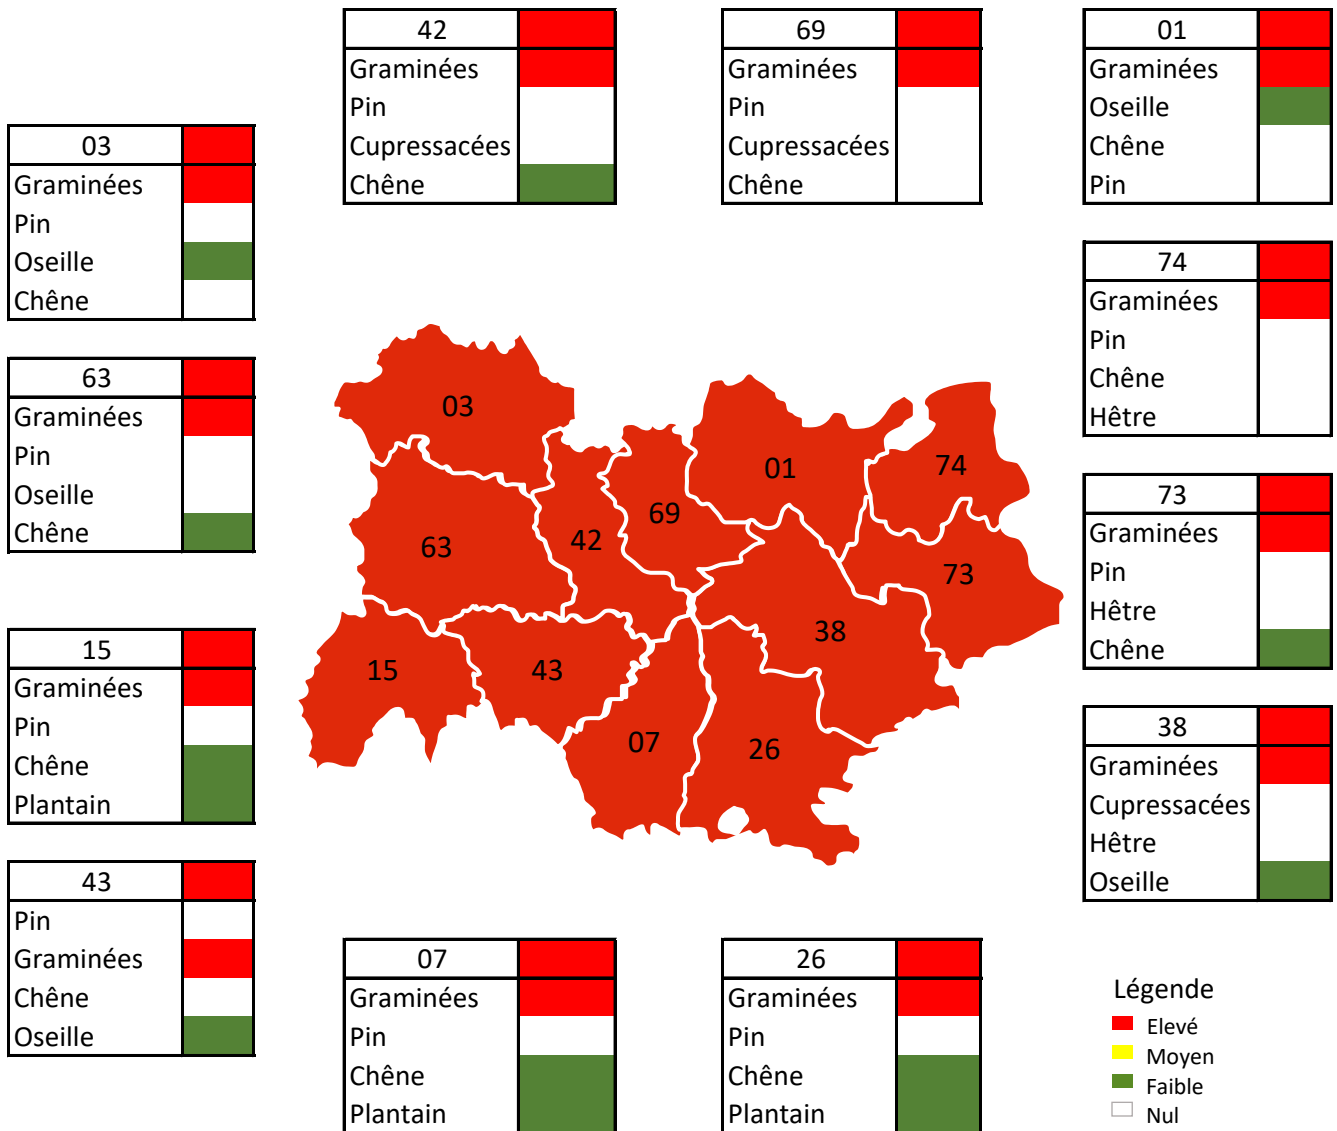 42
Graminées
Pin
Cupressacées
Chêne
69
Graminées
Pin
Cupressacées
Chêne
01
Graminées
Oseille
Chêne
Pin
03
Graminées
Pin
Oseille
Chêne
74
Graminées
Pin
Chêne
Hêtre
63
Graminées
Pin
Oseille
Chêne
73
Graminées
Pin
Hêtre
Chêne
15
Graminées
Pin
Chêne
Plantain
38
Graminées
Cupressacées
Hêtre
Oseille
43
Pin
Graminées
Chêne
Oseille
03
01
74
69
42
63
73
38
15
43
07
26
07
Graminées
Pin
Chêne
Plantain
26
Graminées
Pin
Chêne
Plantain
Légende
Elevé
Moyen
Faible
Nul